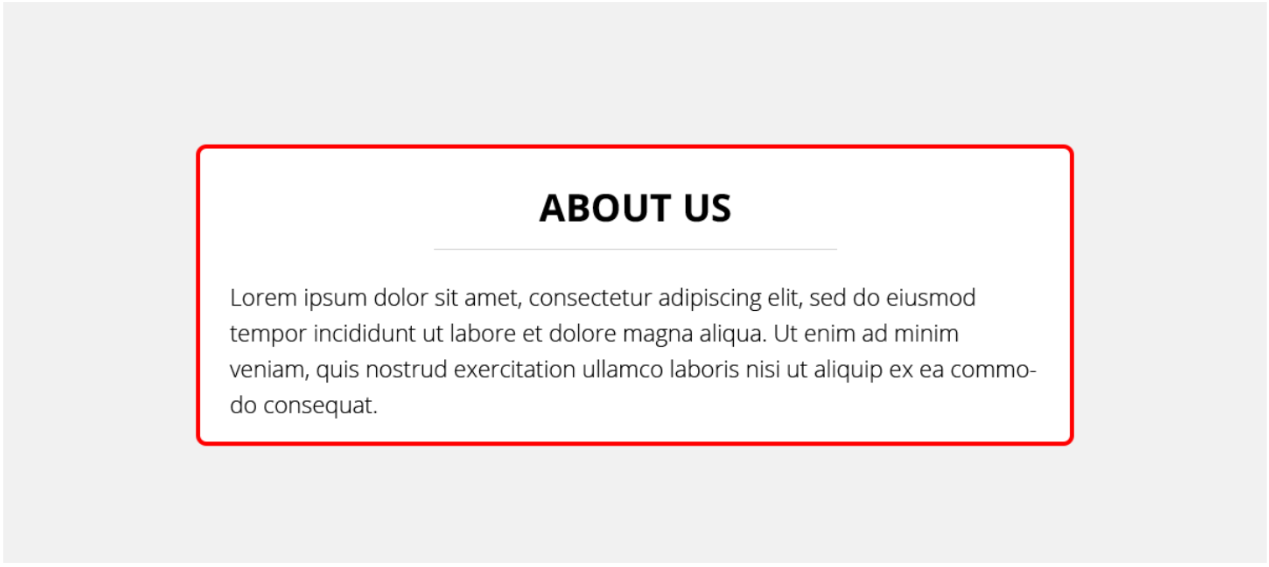 ABOUT US
Lorem ipsum dolor sit amet, consectetur adipiscing elit, sed do eiusmod
tempor incididunt ut labore et dolore magna aliqua. Ut enim ad minim
veniam, quis nostrud exercitation ullamco laboris nisi ut aliquip ex ea commo-
do consequat.